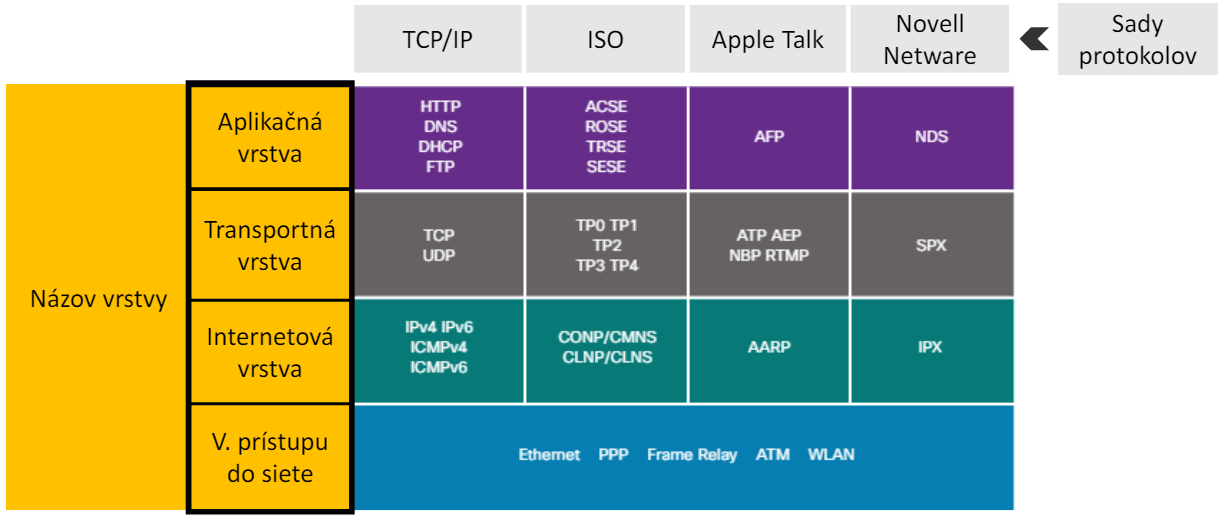 TCP/IP
ISO
Apple Talk
Novell
Netware
Sady
protokolov
Názov vrstvy
Aplikačná
vrstva
HTTP
DNS
DHCP
FTP
ACSE
ROSE
TRSE
SESE
AFP
NDS
Transportná
vrstva
TCP
UDP
TP0 TP1
TP2
TP3 TP4
ATP AEP
NBP RTMP
SPX
Internetová
vrstva
IPv4 IPv6
ICMPv4
ICMPv6
CONP/CMNS
CLNP/CLNS
AARP
IPX
V. prístupu
do siete
Ethernet PPP Frame Relay ATM WLAN